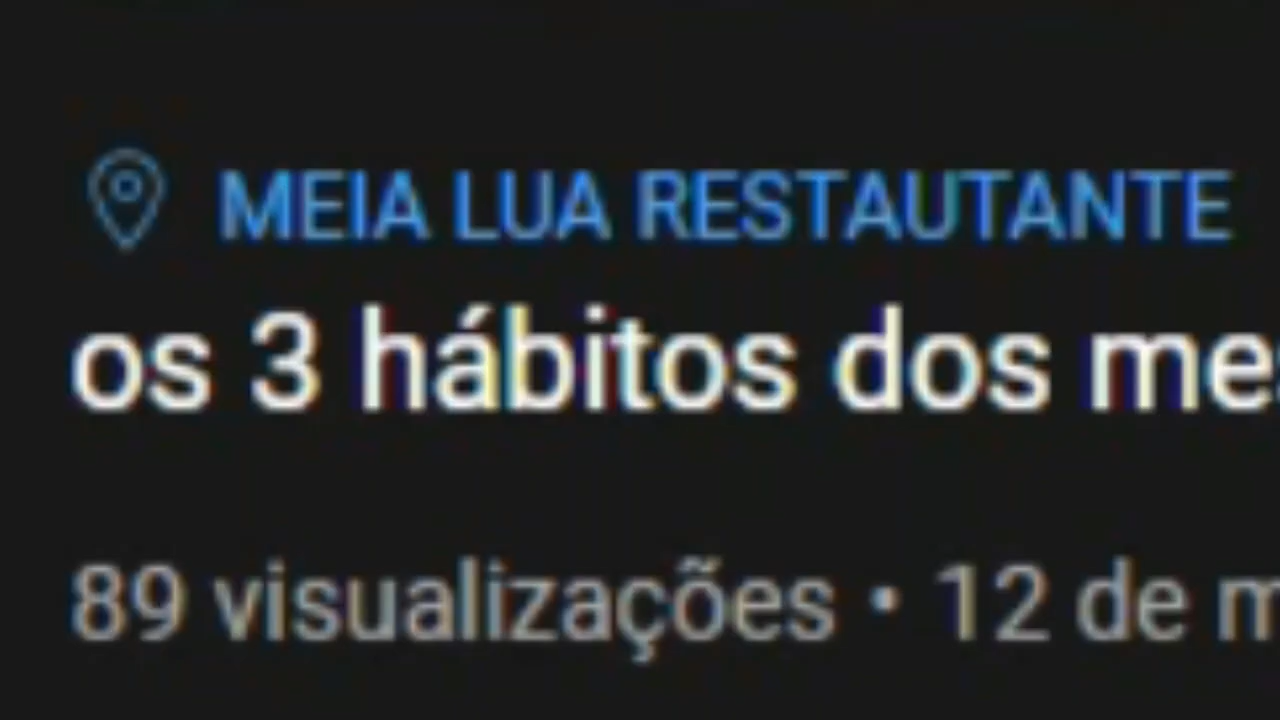 MEIA LUA RESTAUTANTE
os 3 hábitos dos
89 visualizações • 12 de